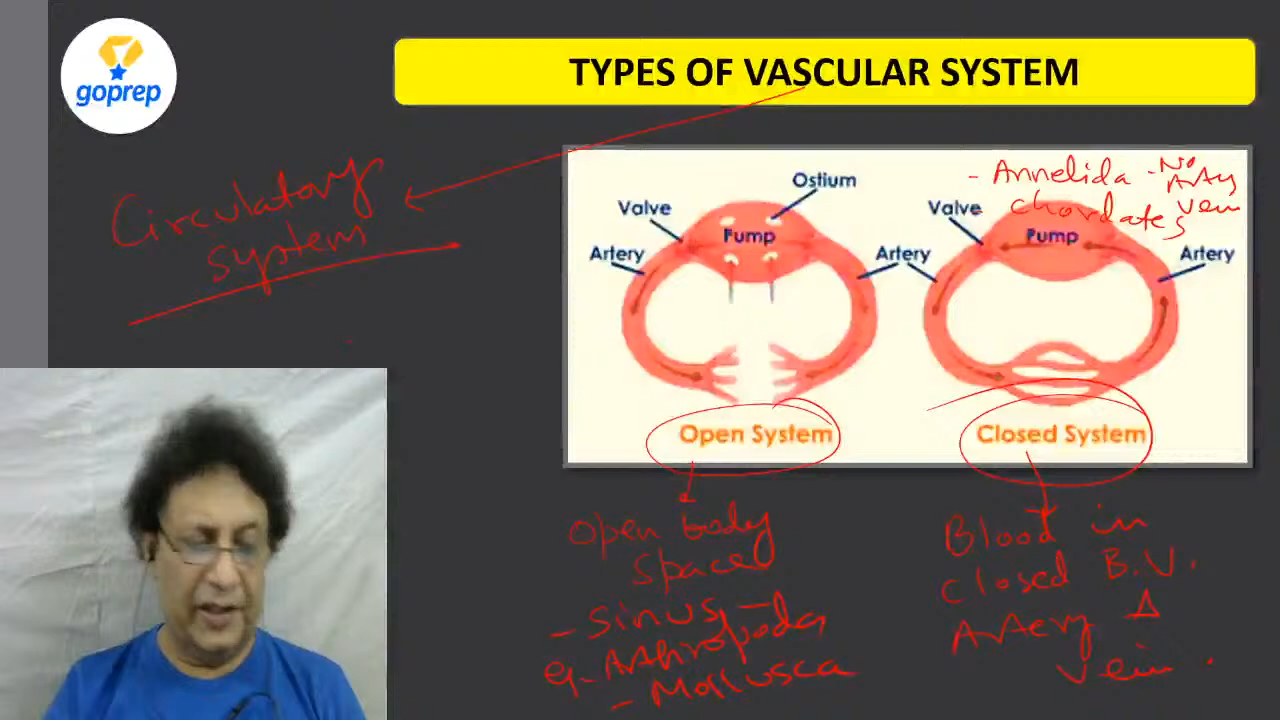 goprep
TYPES OF VASCULAR SYSTEM
Circulatory
system
Ostium
Valve
Pump
Artery
Artery
- Annelida - No
Artery
vein
chordates
Valve
Pump
Artery
Open System
Closed System
Open body
spaces
- Sinus -
eg. Arthropoda
- Mollusca
Blood in
closed B.V.
Artery &
vein.